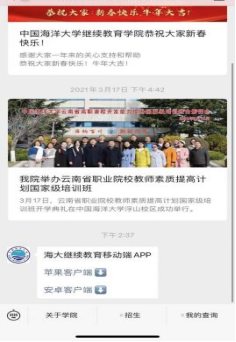 恭祝大家:新春快乐,牛年大吉!
中国海洋大学继续教育学院恭祝大家新春
快乐!
感谢大家一年来的关心支持和帮助
恭祝大家新春快乐!牛年大吉!
2021年3月17日 下午4:42
我院举办云南省职业院校教师素质提高计
划国家级培训班
3月17日,云南省职业院校教师素质提高计划国家级培
训班开学典礼在中国海洋大学浮山校区成功举行。
下午2:37
海大继续教育移动端APP
苹果客户端
安卓客户端
关于学院
招生
我的查询